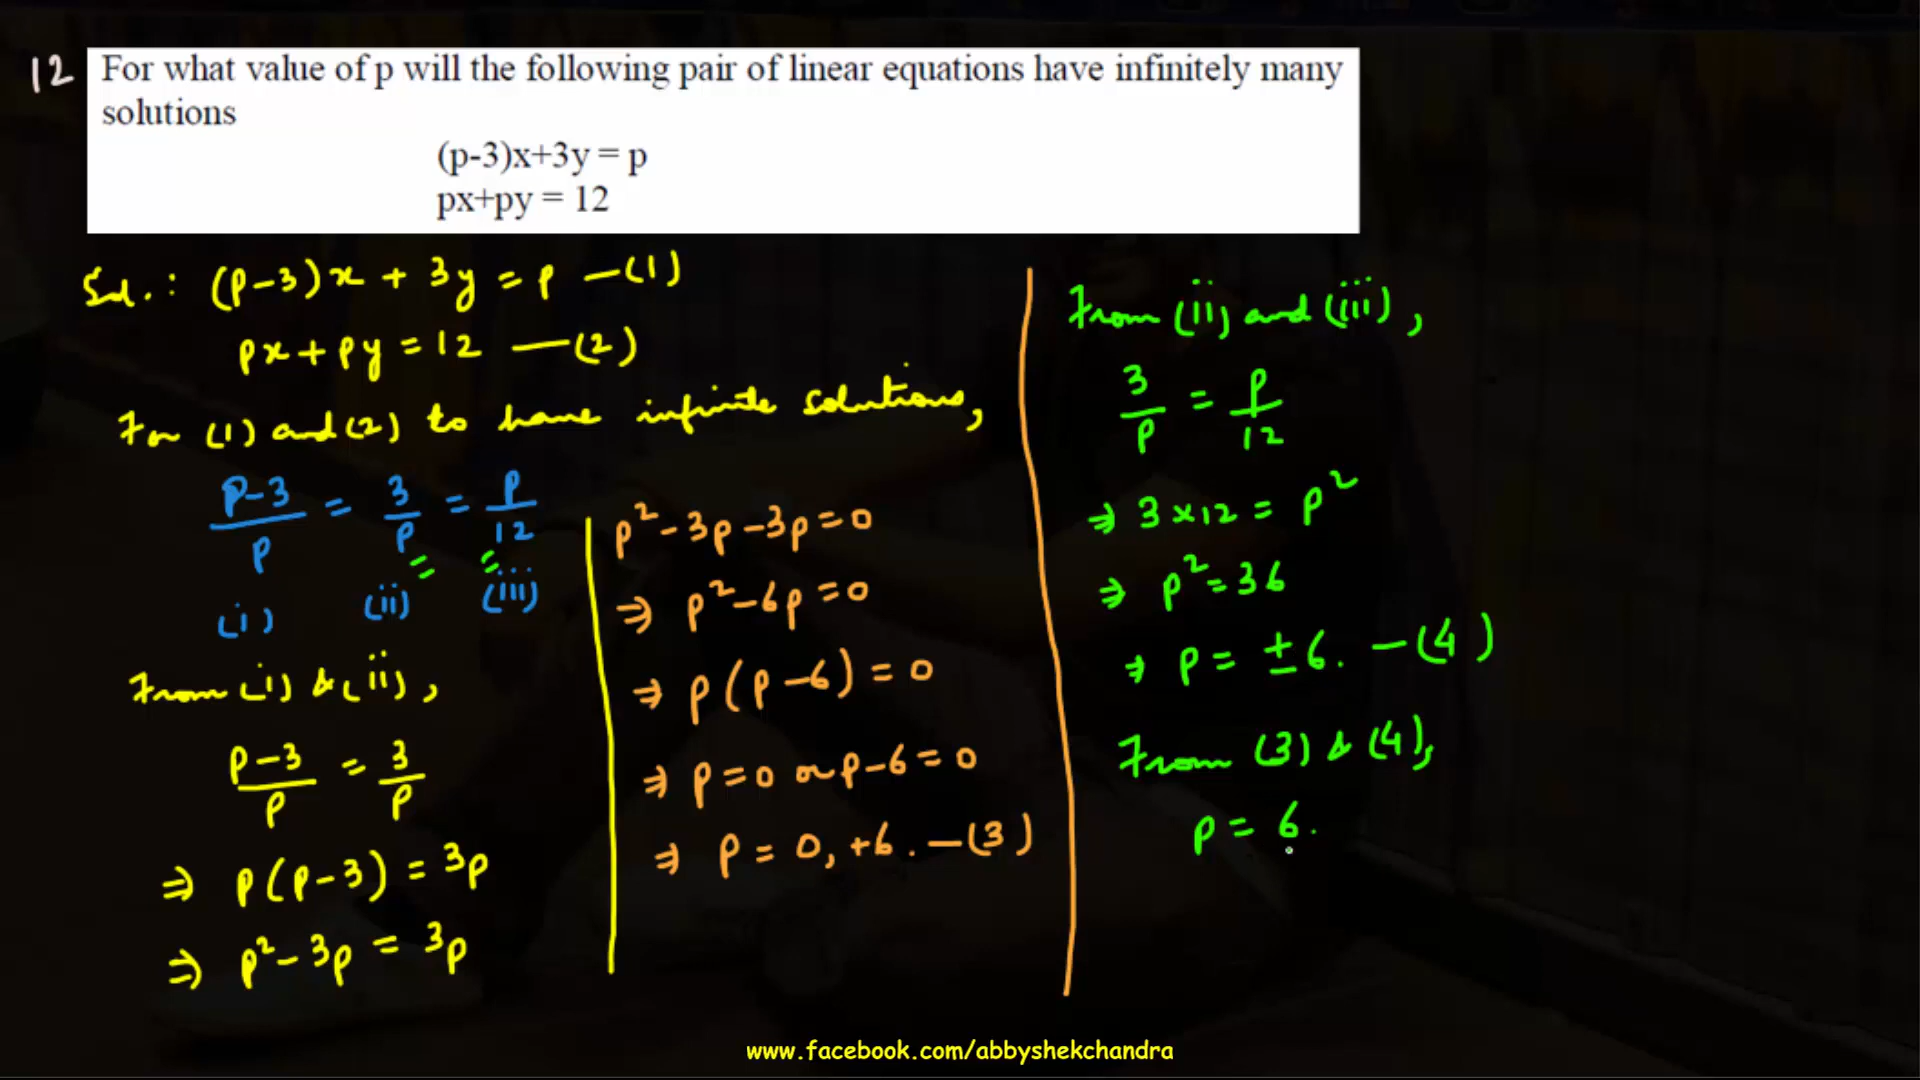 12
For what value of p will the following pair of linear equations have infinitely many
solutions
(p-3)x+3y = p
px+py = 12
Sol. : (p-3)x + 3y = p —(1)
px + py = 12 —(2)
For (1) and (2) to have infinite solutions,
p-3/p = 3/p = p/12
(i) (ii) (iii)
From (i) & (ii),
p-3/p = 3/p
⇒ p(p-3) = 3p
⇒ p²-3p = 3p
p²-3p-3p=0
⇒ p²-6p=0
⇒ p(p-6) = 0
⇒ p=0 or p-6=0
⇒ p = 0, +6. —(3)
From (ii) and (iii),
3/p = p/12
⇒ 3×12 = p²
⇒ p²=36
⇒ p = ±6. —(4)
From (3) & (4),
p = 6.
www.facebook.com/abbyshekchandra